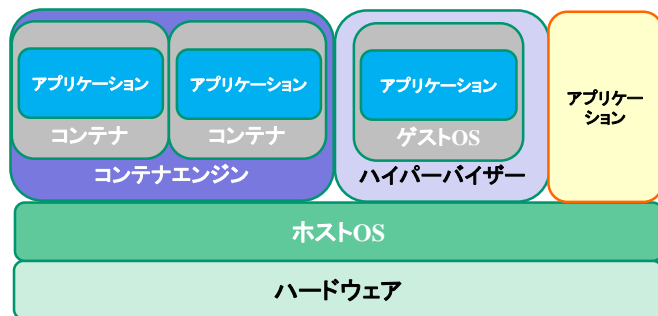 アプリケーション
コンテナ
アプリケーション
コンテナ
コンテナエンジン
アプリケーション
ゲストOS
ハイパーバイザー
アプリケー
ション
ホストOS
ハードウェア